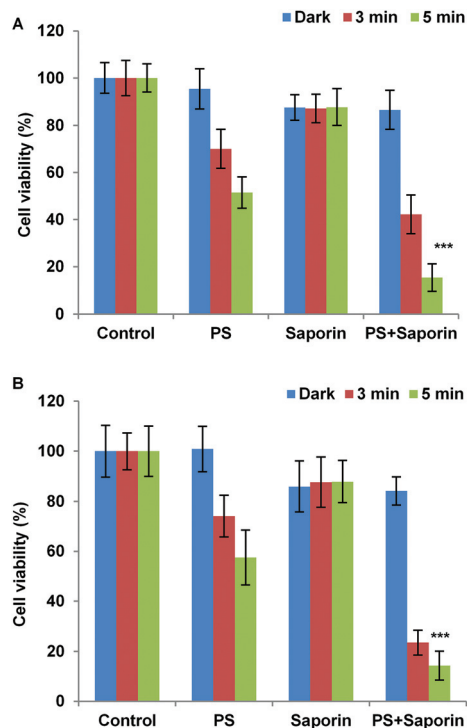 A
Dark 3 min 5 min
120
100
80
60
40
20
0
Cell viability (%)
***
Control PS Saporin PS+Saporin
B
Dark 3 min 5 min
120
100
80
60
40
20
0
Cell viability (%)
***
Control PS Saporin PS+Saporin